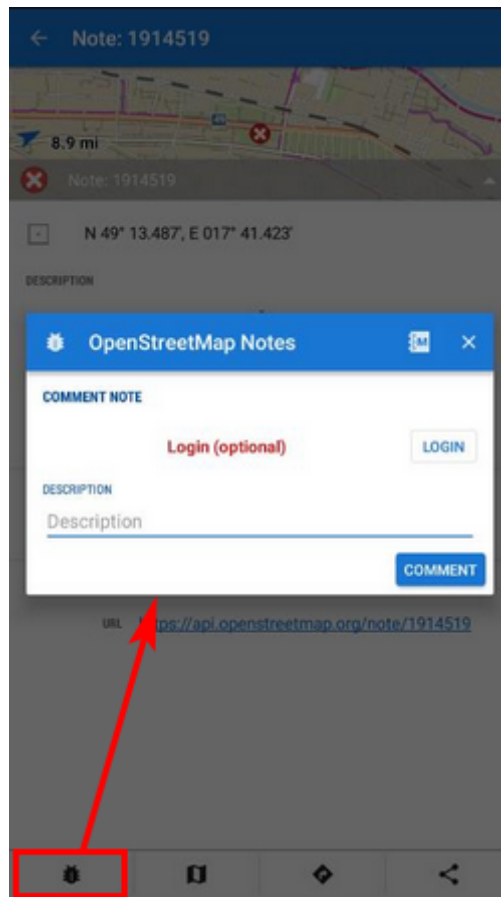 Note: 1914519
8.9 mi
Note: 1914519
N 49° 13.487', E 017° 41.423'
DESCRIPTION
OpenStreetMap Notes
COMMENT NOTE
Login (optional)
LOGIN
DESCRIPTION
Description
COMMENT
URL https://api.openstreetmap.org/note/1914519